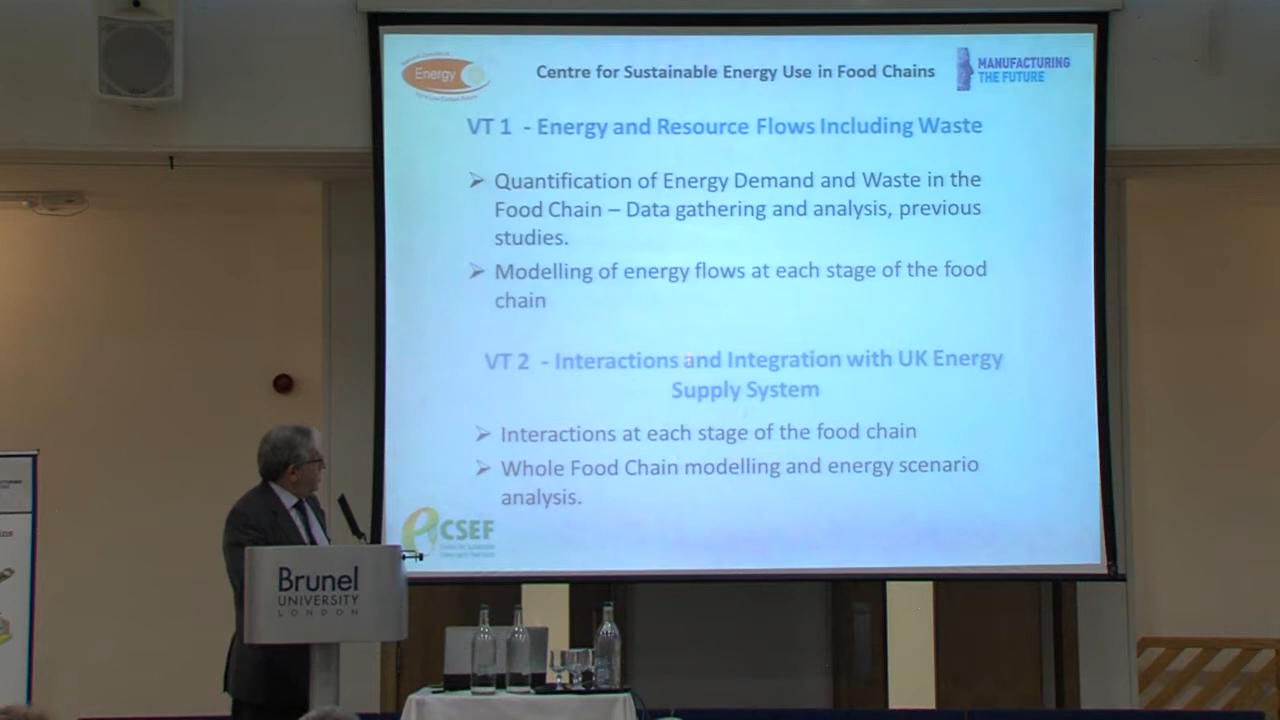 Energy
Centre for Sustainable Energy Use in Food Chains
MANUFACTURING
THE FUTURE
VT 1 - Energy and Resource Flows Including Waste
➢ Quantification of Energy Demand and Waste in the
Food Chain – Data gathering and analysis, previous
studies.
➢ Modelling of energy flows at each stage of the food
chain
VT 2 - Interactions and Integration with UK Energy
Supply System
➢ Interactions at each stage of the food chain
➢ Whole Food Chain modelling and energy scenario
analysis.
CSEF
Brunel
UNIVERSITY
LONDON